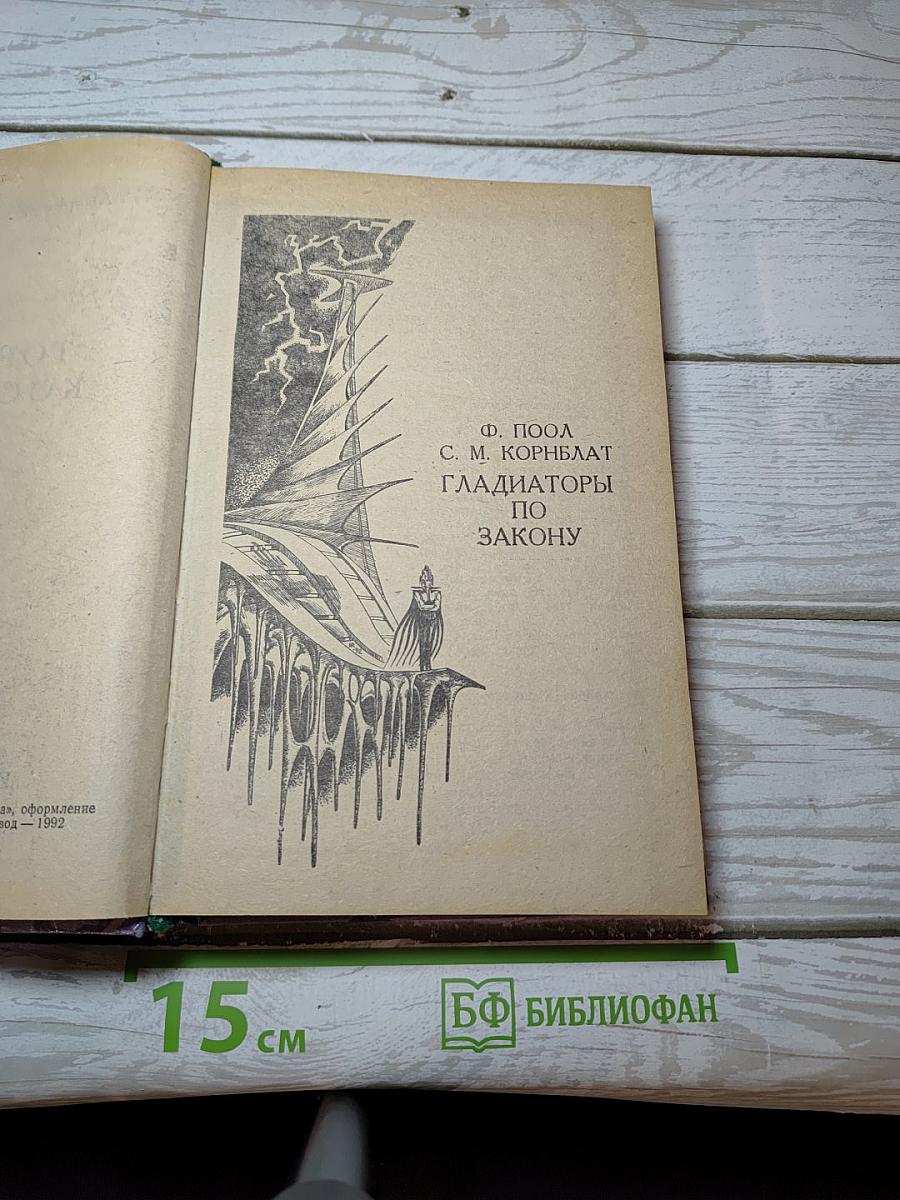 Ф. ПООЛ
С. М. КОРНБЛАТ
ГЛАДИАТОРЫ
ПО
ЗАКОНУ
а», оформление
вод — 1992
15 см
БФ БИБЛИОФАН